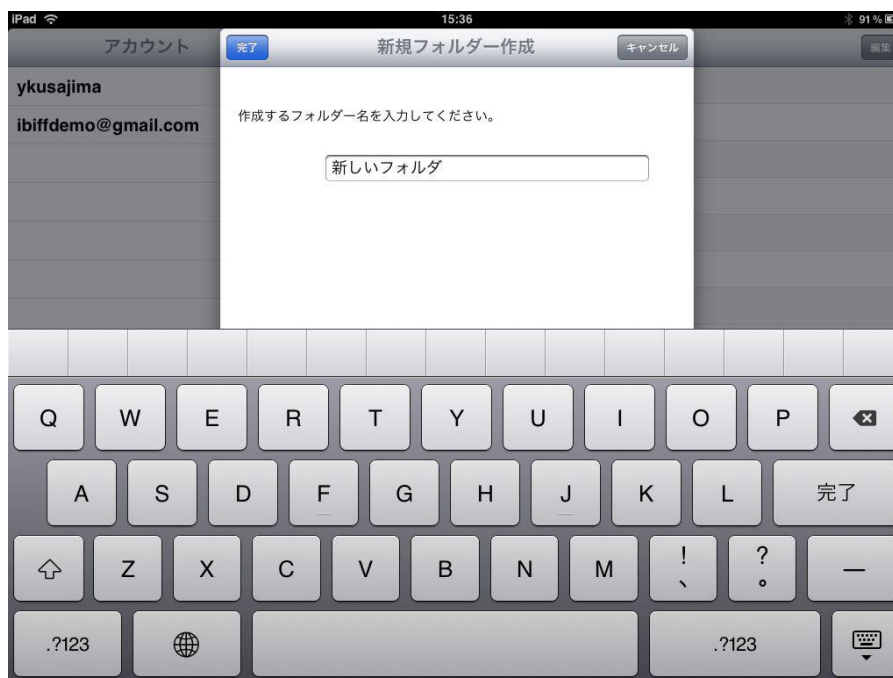 iPad 15:36 91 %
アカウント 完了 新規フォルダー作成 キャンセル 編集
ykusajima
ibiffdemo@gmail.com
作成するフォルダー名を入力してください。
新しいフォルダ
Q W E R T Y U I O P
A S D F G H J K L 完了
Z X C V B N M ! 、 ? 。 ー
.?123 .?123